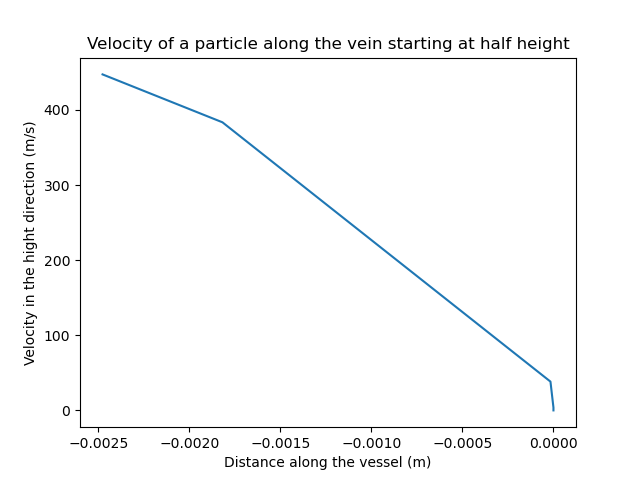 Velocity of a particle along the vein starting at half height
Velocity in the hight direction (m/s)
400
300
200
100
0
−0.0025 −0.0020 −0.0015 −0.0010 −0.0005 0.0000
Distance along the vessel (m)